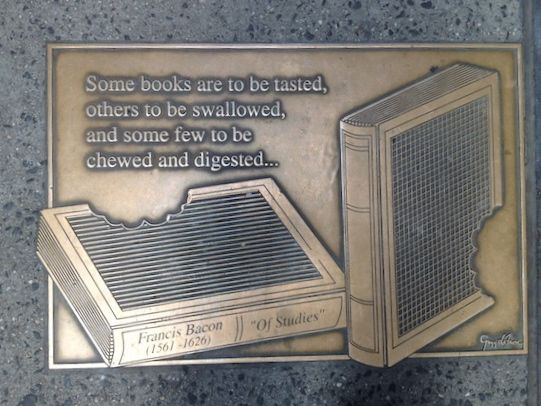 Some books are to be tasted,
others to be swallowed,
and some few to be
chewed and digested...
Francis Bacon
(1561 -1626)
"Of Studies"